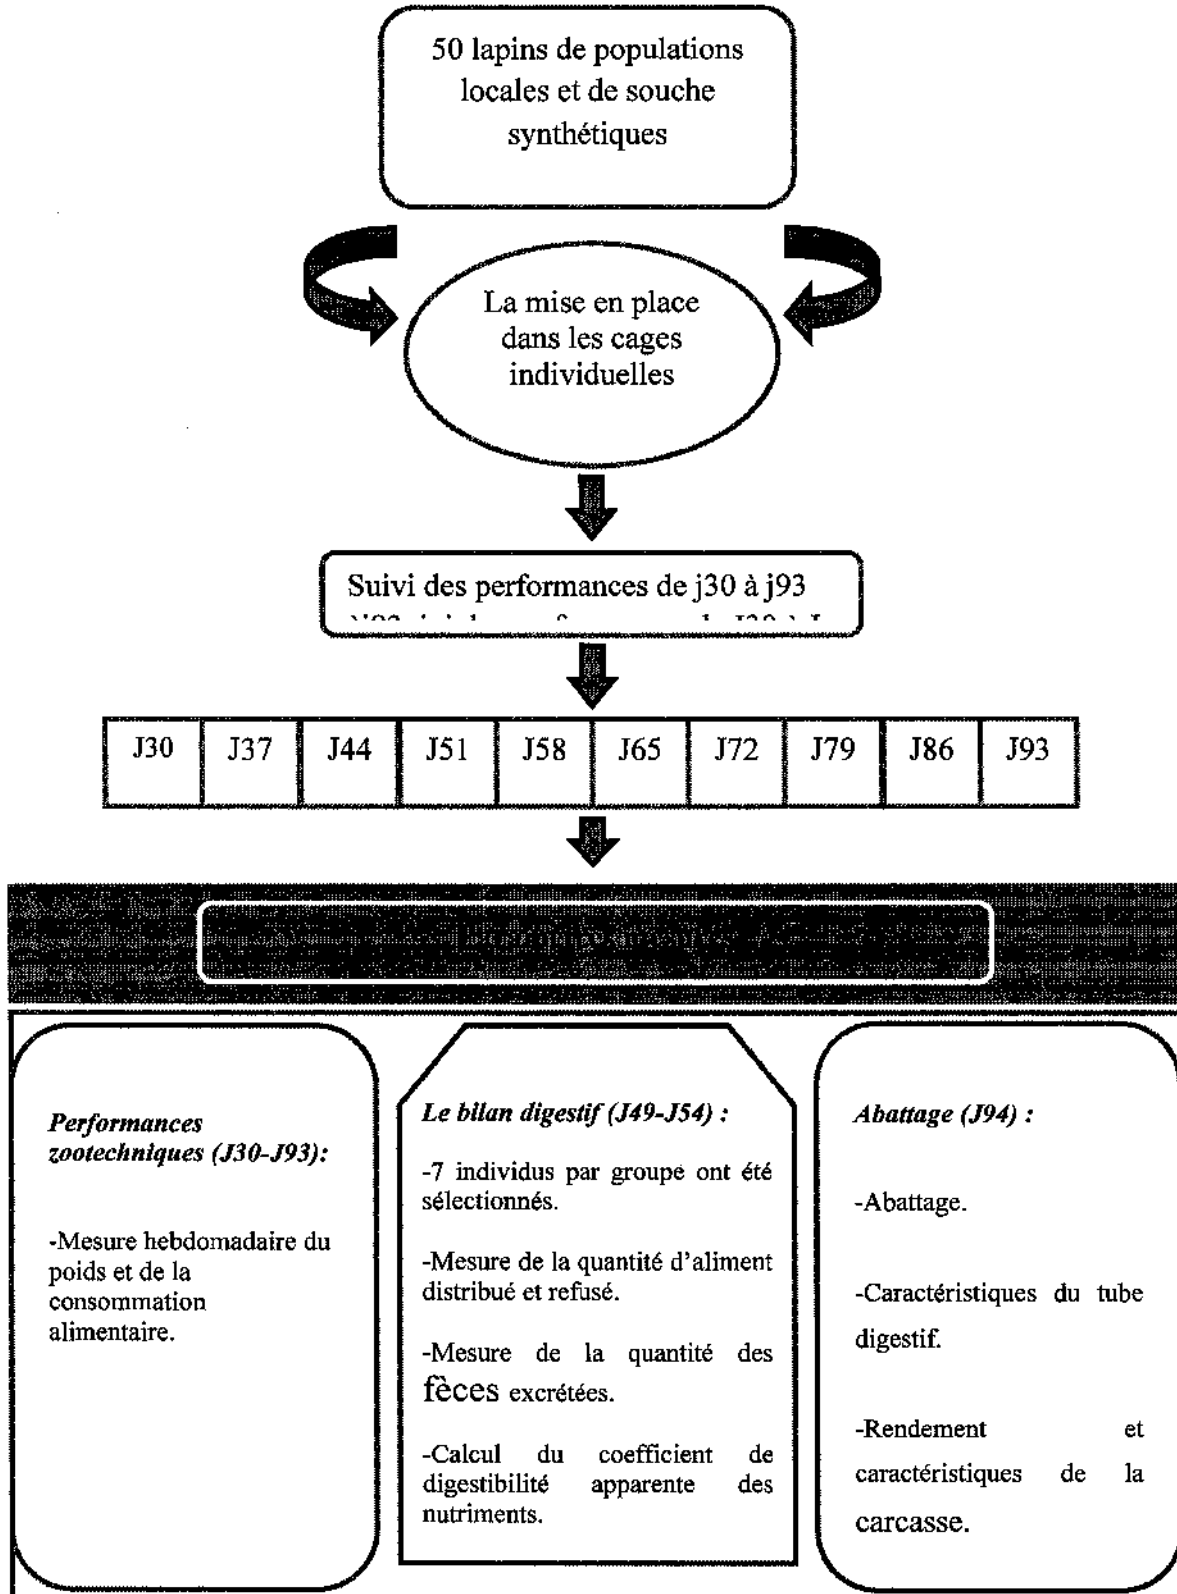 50 lapins de populations
locales et de souche
synthétiques
La mise en place
dans les cages
individuelles
Suivi des performances de j30 à j93
J30 J37 J44 J51 J58 J65 J72 J79 J86 J93
Performances
zootechniques (J30-J93):
-Mesure hebdomadaire du
poids et de la
consommation
alimentaire.
Le bilan digestif (J49-J54) :
-7 individus par groupe ont été
sélectionnés.
-Mesure de la quantité d'aliment
distribué et refusé.
-Mesure de la quantité des
fèces excrétées.
-Calcul du coefficient de
digestibilité apparente des
nutriments.
Abattage (J94) :
-Abattage.
-Caractéristiques du tube
digestif.
-Rendement et
caractéristiques de la
carcasse.